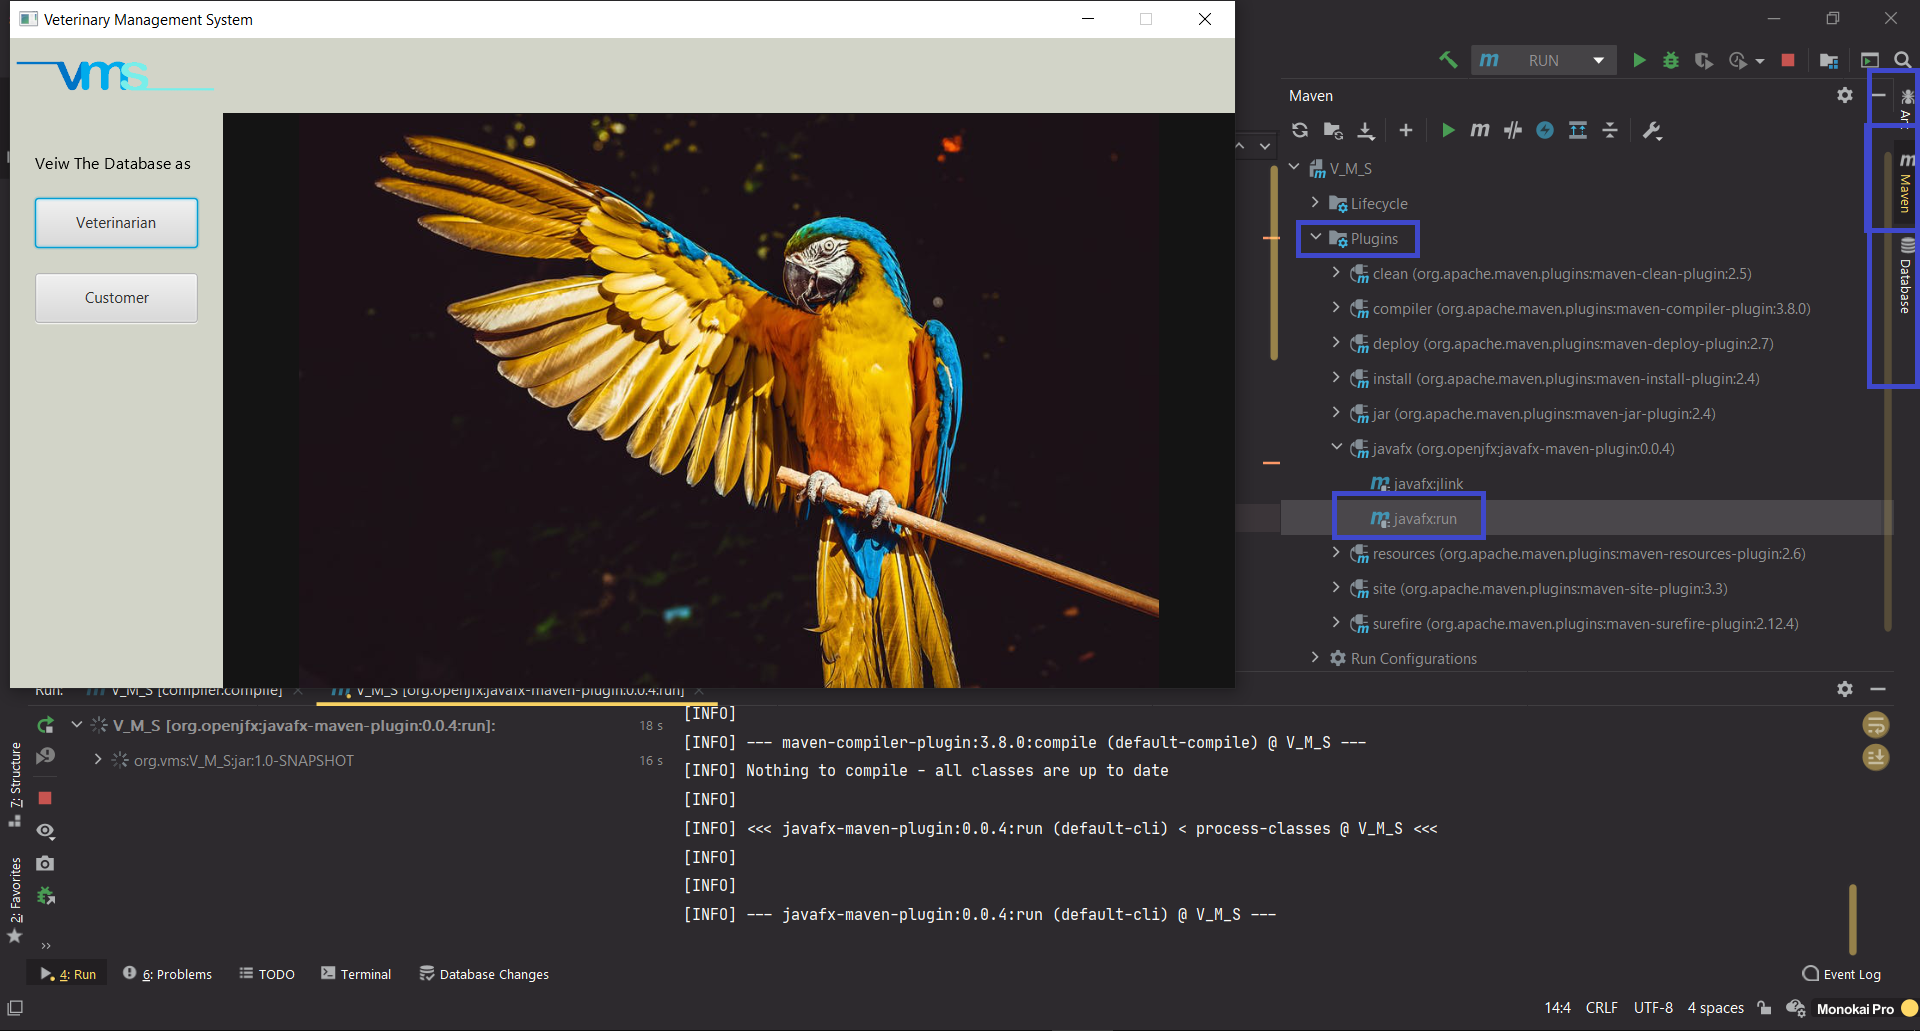 Veterinary Management System
vms
Veiw The Database as
Veterinarian
Customer
RUN
Maven
V_M_S
Lifecycle
Plugins
clean (org.apache.maven.plugins:maven-clean-plugin:2.5)
compiler (org.apache.maven.plugins:maven-compiler-plugin:3.8.0)
deploy (org.apache.maven.plugins:maven-deploy-plugin:2.7)
install (org.apache.maven.plugins:maven-install-plugin:2.4)
jar (org.apache.maven.plugins:maven-jar-plugin:2.4)
javafx (org.openjfx:javafx-maven-plugin:0.0.4)
javafx:jlink
javafx:run
resources (org.apache.maven.plugins:maven-resources-plugin:2.6)
site (org.apache.maven.plugins:maven-site-plugin:3.3)
surefire (org.apache.maven.plugins:maven-surefire-plugin:2.12.4)
Run Configurations
Maven
Database
Run: V_M_S [compiler:compile] V_M_S [org.openjfx:javafx-maven-plugin:0.0.4:run]
V_M_S [org.openjfx:javafx-maven-plugin:0.0.4:run]: 18 s
org.vms:V_M_S:jar:1.0-SNAPSHOT 16 s
[INFO]
[INFO] --- maven-compiler-plugin:3.8.0:compile (default-compile) @ V_M_S ---
[INFO] Nothing to compile - all classes are up to date
[INFO]
[INFO] <<< javafx-maven-plugin:0.0.4:run (default-cli) < process-classes @ V_M_S <<<
[INFO]
[INFO]
[INFO] --- javafx-maven-plugin:0.0.4:run (default-cli) @ V_M_S ---
7: Structure
2: Favorites
4: Run 6: Problems TODO Terminal Database Changes Event Log
14:4 CRLF UTF-8 4 spaces Monokai Pro